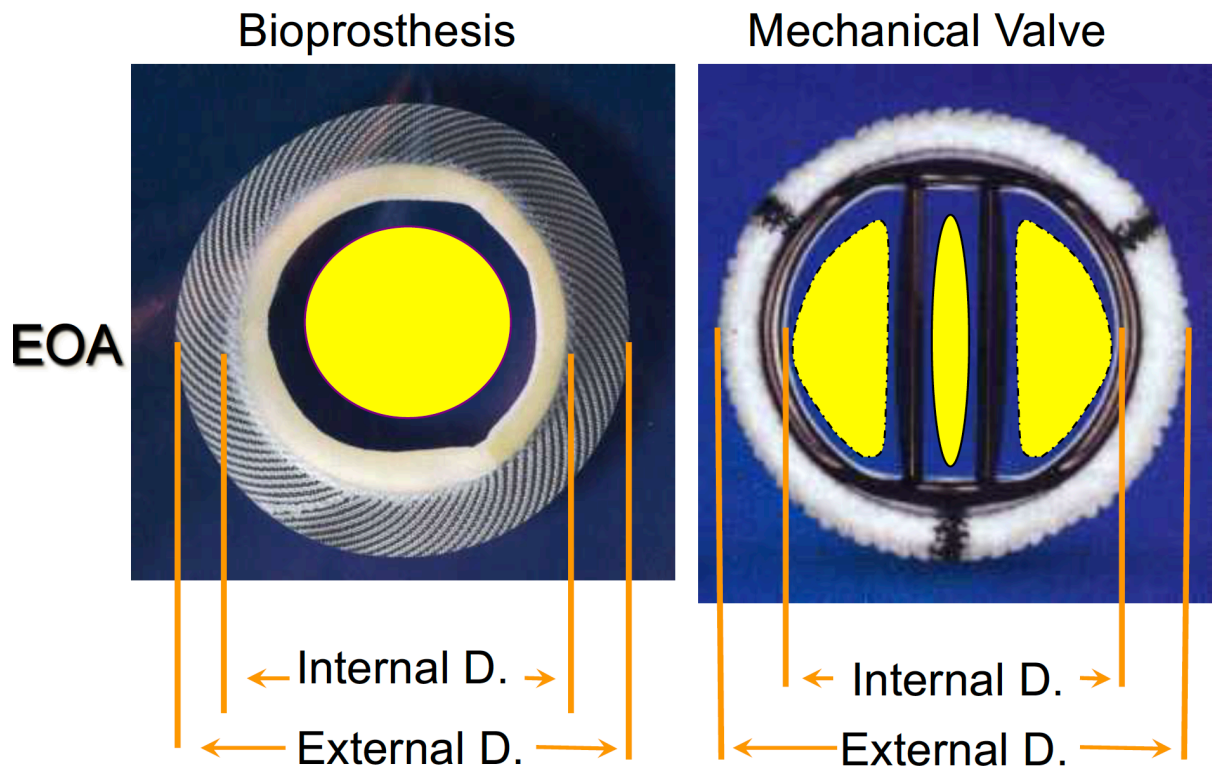 Bioprosthesis
Mechanical Valve
EOA
Internal D.
Internal D.
External D.
External D.